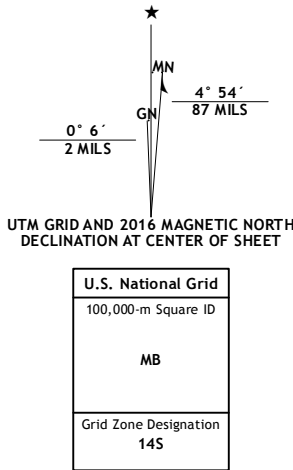 MN
GN
4° 54´
87 MILS
0° 6´
2 MILS
UTM GRID AND 2016 MAGNETIC NORTH
DECLINATION AT CENTER OF SHEET
U.S. National Grid
100,000-m Square ID
MB
Grid Zone Designation
14S